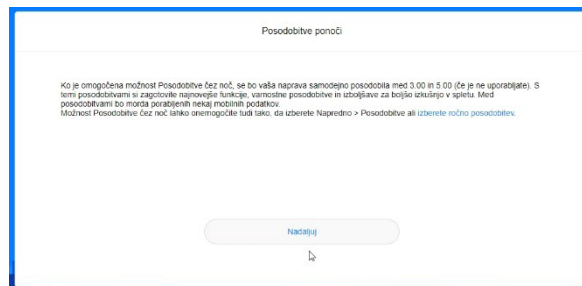 Posodobitve ponoči
Ko je omogočena možnost Posodobitve čez noč, se bo vaša naprava samodejno posodobila med 3.00 in 5.00 (če je ne uporabljate). S
temi posodobitvami si zagotovite najnovejše funkcije, varnostne posodobitve in izboljšave za boljšo izkušnjo v spletu. Med
posodobitvami bo morda porabljenih nekaj mobilnih podatkov.
Možnost Posodobitve čez noč lahko onemogočite tudi tako, da izberete Napredno > Posodobitve ali izberete ročno posodobitev.
Nadaljuj